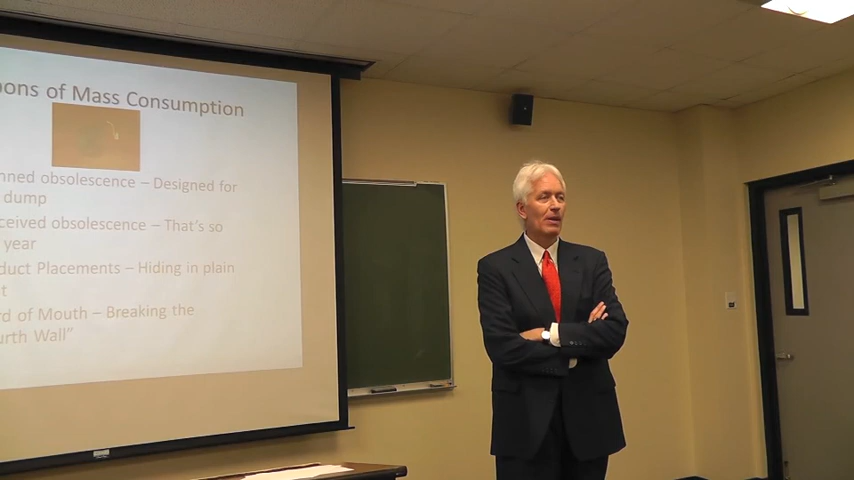 pons of Mass Consumption
nned obsolescence – Designed for
dump
ceived obsolescence – That's so
year
duct Placements – Hiding in plain
t
rd of Mouth – Breaking the
urth Wall”